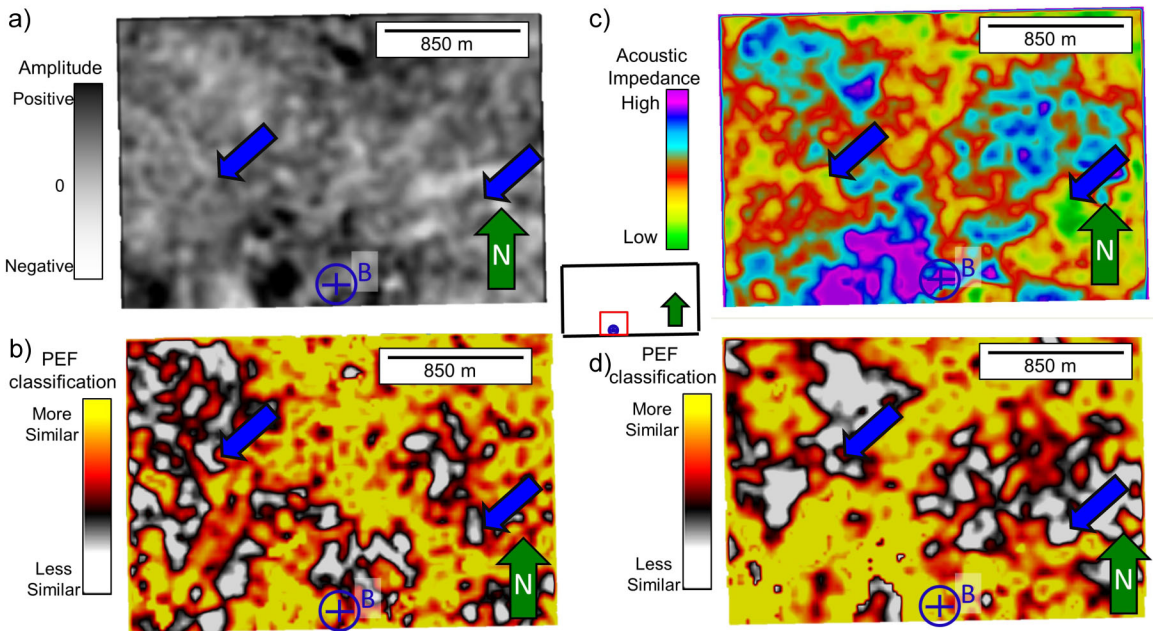 a)
850 m
Amplitude
Positive
0
Negative
N
B
c)
850 m
Acoustic
Impedance
High
Low
N
B
b)
850 m
PEF
classification
More
Similar
Less
Similar
N
B
d)
850 m
PEF
classification
More
Similar
Less
Similar
N
B